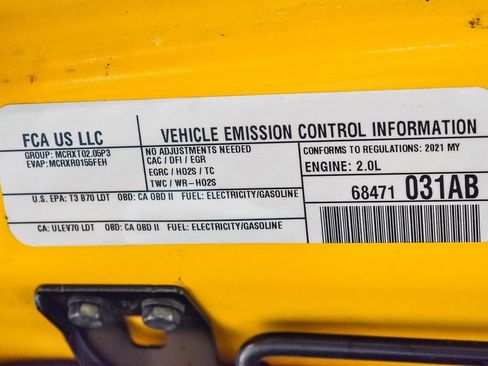 FCA US LLC
GROUP: MCRXT02.05P3
EVAP: MCRXR0155FEH
VEHICLE EMISSION CONTROL INFORMATION
NO ADJUSTMENTS NEEDED
CAC / DFI / EGR
EGRC / HO2S / TC
TWC / WR-HO2S
CONFORMS TO REGULATIONS: 2021 MY
ENGINE: 2.0L
68471 031AB
U.S. EPA: T3 B70 LDT OBD: CA OBD II FUEL: ELECTRICITY/GASOLINE
CA: ULEV70 LDT OBD: CA OBD II FUEL: ELECTRICITY/GASOLINE